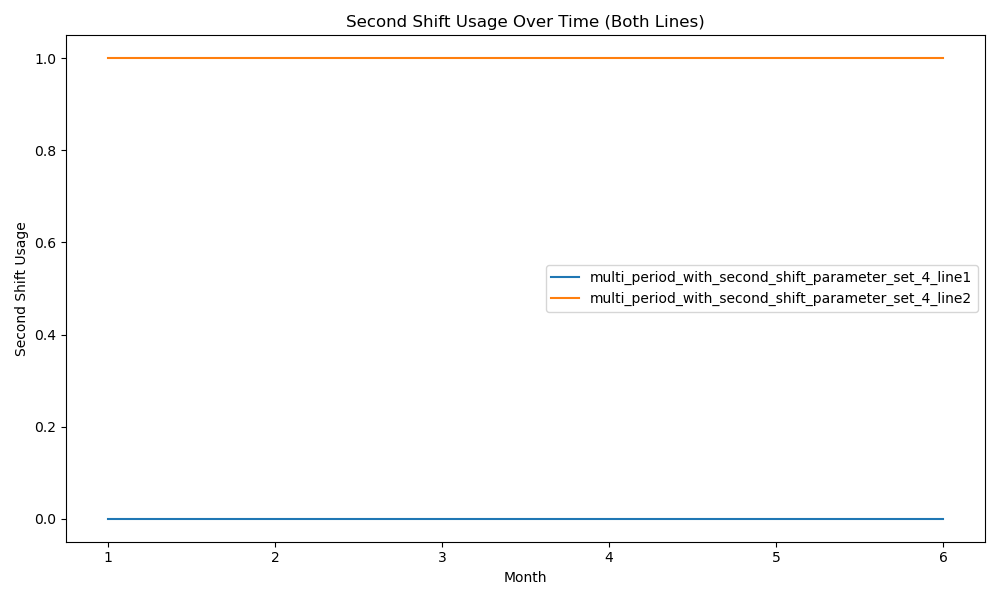 Second Shift Usage Over Time (Both Lines)
Second Shift Usage
1.0
0.8
0.6
0.4
0.2
0.0
multi_period_with_second_shift_parameter_set_4_line1
multi_period_with_second_shift_parameter_set_4_line2
1 2 3 4 5 6
Month